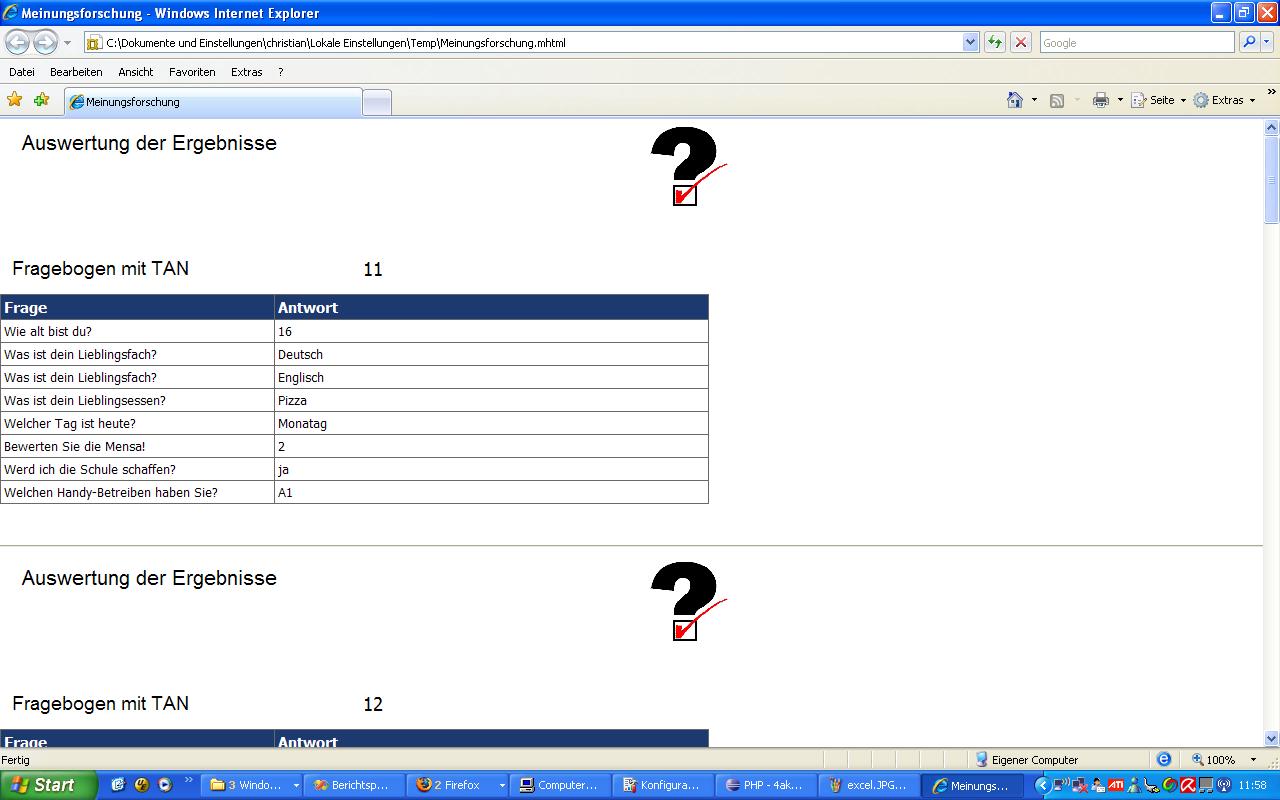 Meinungsforschung - Windows Internet Explorer
C:\Dokumente und Einstellungen\christian\Lokale Einstellungen\Temp\Meinungsforschung.mhtml
Google
Datei Bearbeiten Ansicht Favoriten Extras ?
Meinungsforschung
Seite Extras »
Auswertung der Ergebnisse
Fragebogen mit TAN 11
Frage Antwort
Wie alt bist du? 16
Was ist dein Lieblingsfach? Deutsch
Was ist dein Lieblingsfach? Englisch
Was ist dein Lieblingsessen? Pizza
Welcher Tag ist heute? Monatag
Bewerten Sie die Mensa! 2
Werd ich die Schule schaffen? ja
Welchen Handy-Betreiben haben Sie? A1
Auswertung der Ergebnisse
Fragebogen mit TAN 12
Frage Antwort
Fertig Eigener Computer 100%
Start » 3 Windo... Berichtsp... 2 Firefox Computer... Konfigura... PHP - 4ak... excel.JPG... Meinungs... ATI 11:58